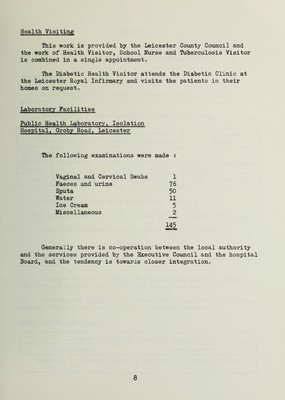 Health Visiting
This work is provided by the Leicester County Council and
the work of Health Visitor, School Nurse and Tuberculosis Visitor
is combined in a single appointment.
The Diabetic Health Visitor attends the Diabetic Clinic at
the Leicester Royal Infirmary and visits the patients in their
homes on request.
Laboratory Facilities
Public Health Laboratory, Isolation
Hospital, Groby Road, Leicester
The following examinations were made :
Vaginal and Cervical Swabs 1
Faeces and urine 76
Sputa 50
Water 11
Ice Cream 5
Miscellaneous 2
145
Generally there is co-operation between the local authority
and the services provided by the Executive Council and the hospital
Board, and the tendency is towards closer integration.
8